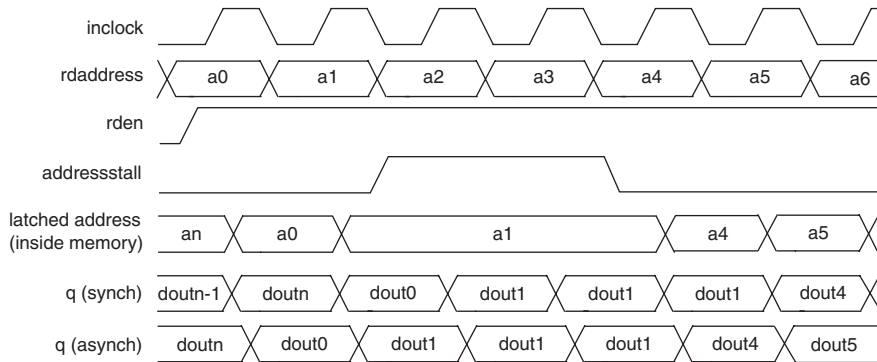 inclock
rdaddress a0 a1 a2 a3 a4 a5 a6
rden
addressstall
latched address
(inside memory) an a0 a1 a4 a5
q (synch) doutn-1 doutn dout0 dout1 dout1 dout1 dout4
q (asynch) doutn dout0 dout1 dout1 dout1 dout4 dout5